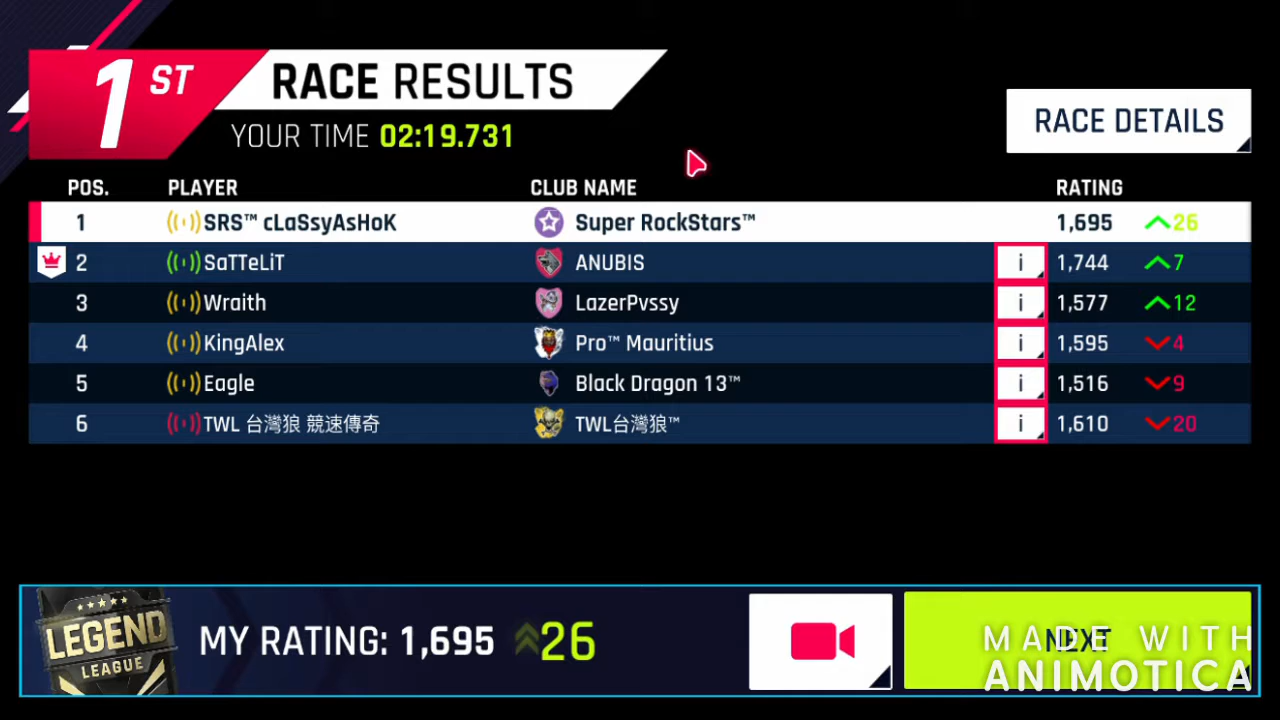 1ST
RACE RESULTS
YOUR TIME 02:19.731
RACE DETAILS
POS. PLAYER CLUB NAME RATING
1 SRS™ cLaSsyAsHoK Super RockStars™ 1,695 26
2 SaTTeLiT ANUBIS i 1,744 7
3 Wraith LazerPvssy i 1,577 12
4 KingAlex Pro™ Mauritius i 1,595 4
5 Eagle Black Dragon 13™ i 1,516 9
6 TWL 台灣狼 競速傳奇 TWL台灣狼™ i 1,610 20
LEGEND
LEAGUE
MY RATING: 1,695 26
NEXT
MADE WITH
ANIMOTICA